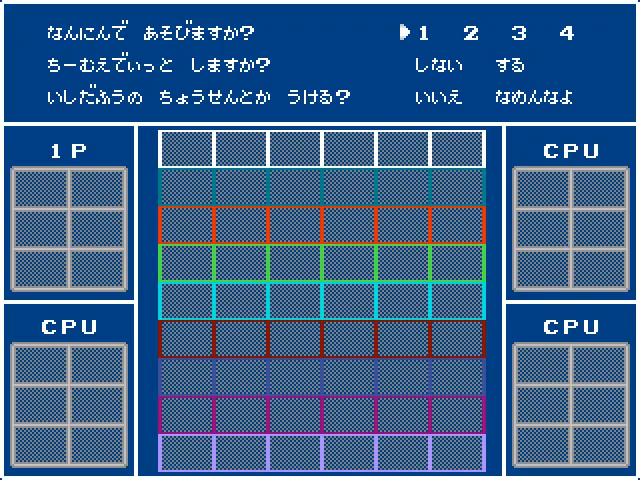 なんにんで あそびますか? 1 2 3 4
ちーむえでぃっと しますか? しない する
いしだふうの ちょうせんとか うける? いいえ なめんなよ
1P
CPU
CPU
CPU